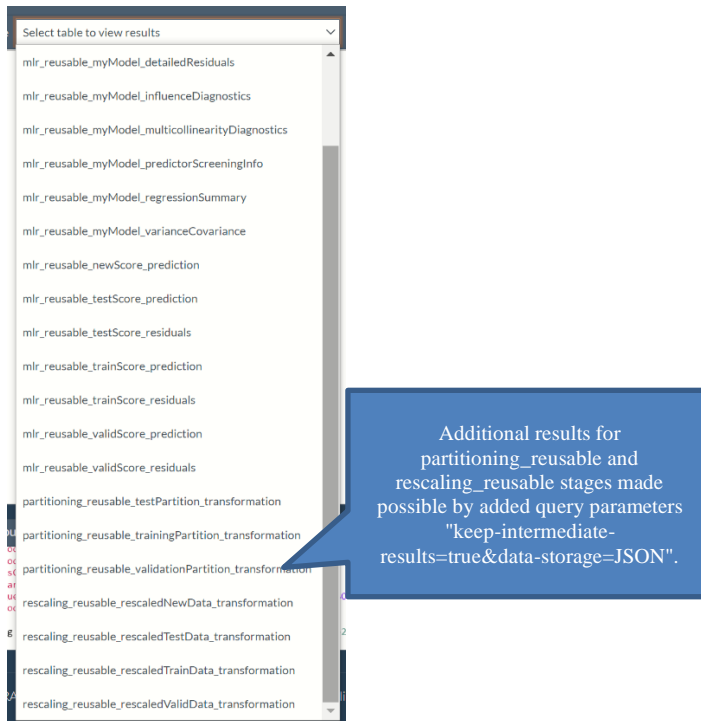 Select table to view results
mlr_reusable_myModel_detailedResiduals
mlr_reusable_myModel_influenceDiagnostics
mlr_reusable_myModel_multicollinearityDiagnostics
mlr_reusable_myModel_predictorScreeningInfo
mlr_reusable_myModel_regressionSummary
mlr_reusable_myModel_varianceCovariance
mlr_reusable_newScore_prediction
mlr_reusable_testScore_prediction
mlr_reusable_testScore_residuals
mlr_reusable_trainScore_prediction
mlr_reusable_trainScore_residuals
mlr_reusable_validScore_prediction
mlr_reusable_validScore_residuals
partitioning_reusable_testPartition_transformation
partitioning_reusable_trainingPartition_transformation
partitioning_reusable_validationPartition_transformation
rescaling_reusable_rescaledNewData_transformation
rescaling_reusable_rescaledTestData_transformation
rescaling_reusable_rescaledTrainData_transformation
rescaling_reusable_rescaledValidData_transformation
Additional results for
partitioning_reusable and
rescaling_reusable stages made
possible by added query parameters
"keep-intermediate-
results=true&data-storage=JSON".